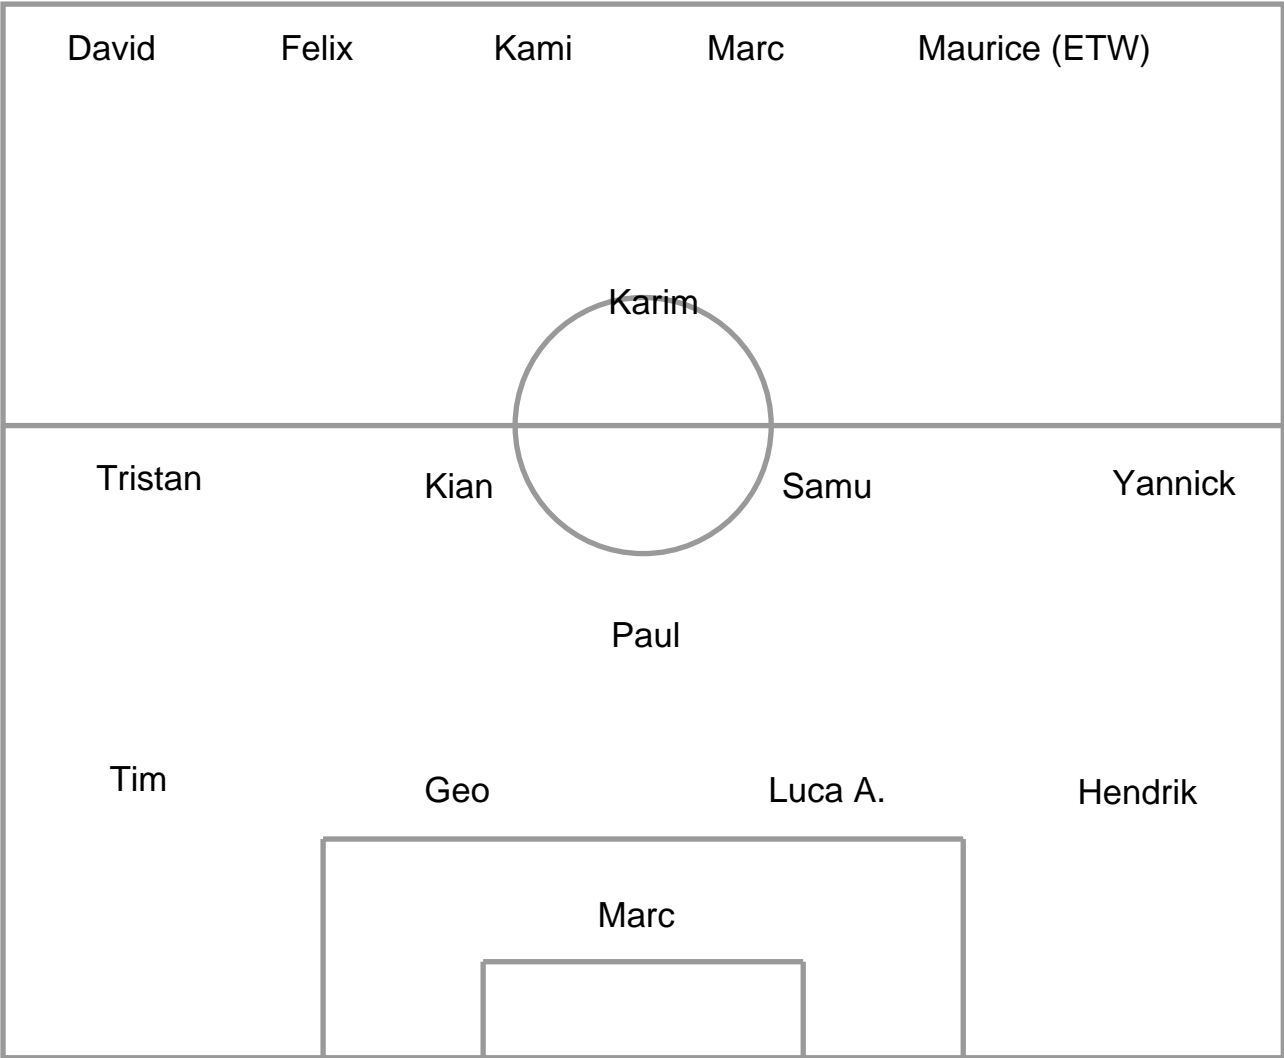 David Felix Kami Marc Maurice (ETW)
Karim
Tristan Kian Samu Yannick
Paul
Tim Geo Luca A. Hendrik
Marc